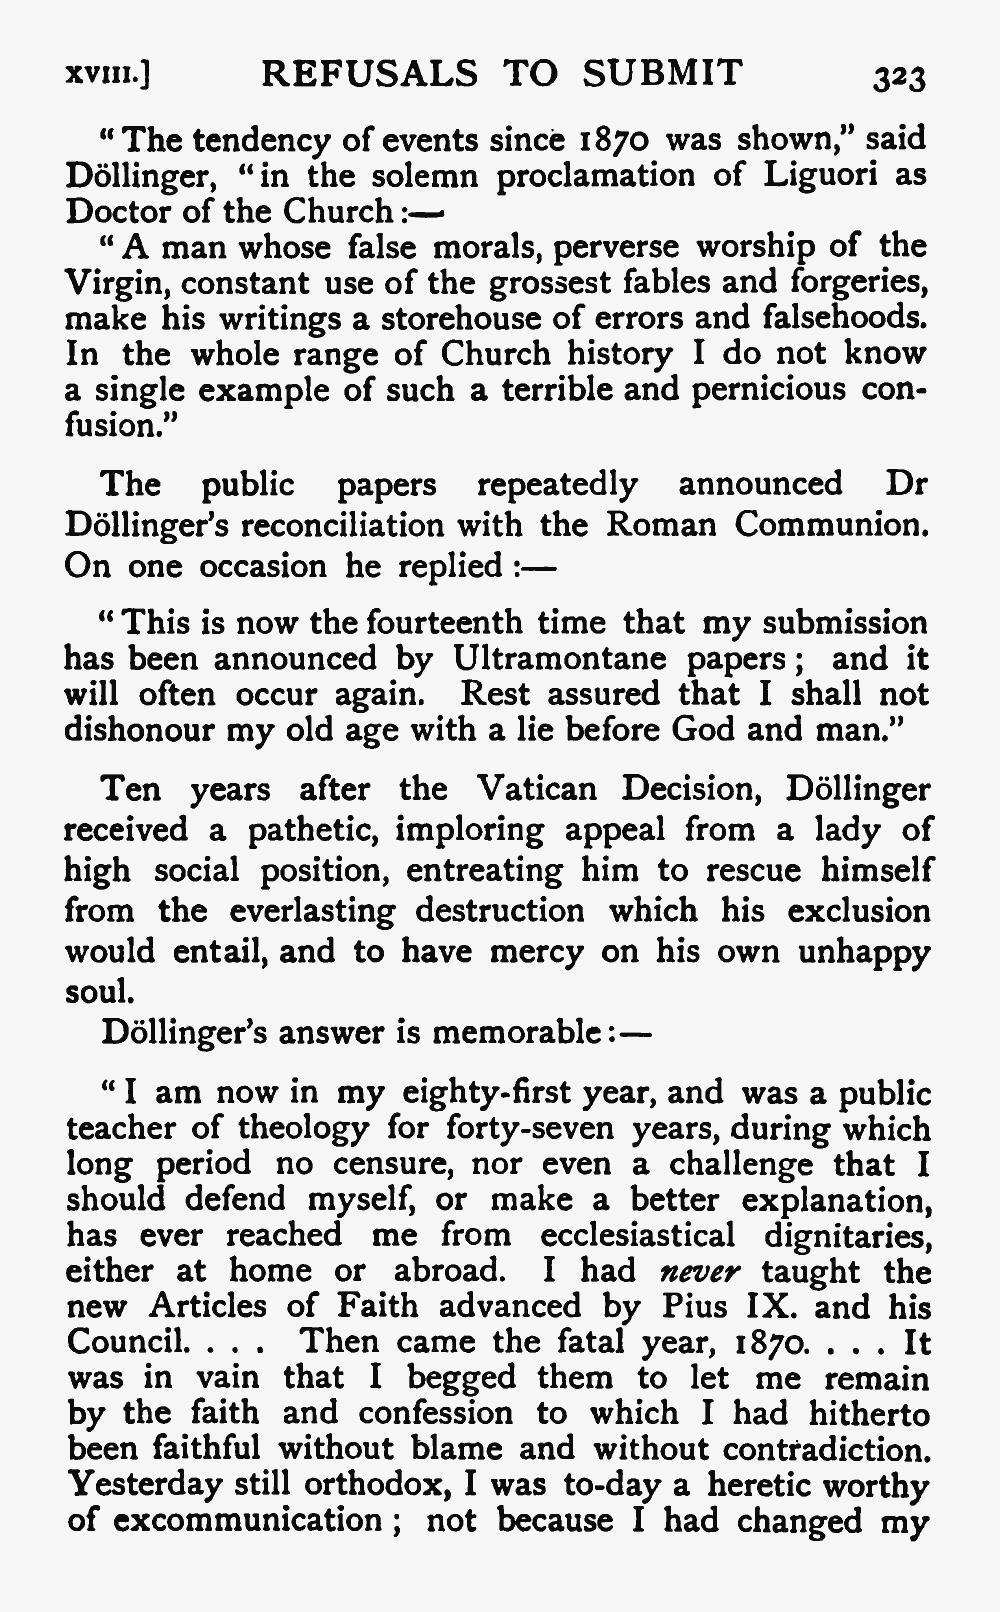 XVIII.] REFUSALS TO SUBMIT 323
“The tendency of events since 1870 was shown,” said
Döllinger, “in the solemn proclamation of Liguori as
Doctor of the Church:—
“A man whose false morals, perverse worship of the
Virgin, constant use of the grossest fables and forgeries,
make his writings a storehouse of errors and falsehoods.
In the whole range of Church history I do not know
a single example of such a terrible and pernicious con-
fusion.”
The public papers repeatedly announced Dr
Döllinger’s reconciliation with the Roman Communion.
On one occasion he replied:—
“This is now the fourteenth time that my submission
has been announced by Ultramontane papers; and it
will often occur again. Rest assured that I shall not
dishonour my old age with a lie before God and man.”
Ten years after the Vatican Decision, Döllinger
received a pathetic, imploring appeal from a lady of
high social position, entreating him to rescue himself
from the everlasting destruction which his exclusion
would entail, and to have mercy on his own unhappy
soul.
Döllinger’s answer is memorable:—
“I am now in my eighty-first year, and was a public
teacher of theology for forty-seven years, during which
long period no censure, nor even a challenge that I
should defend myself, or make a better explanation,
has ever reached me from ecclesiastical dignitaries,
either at home or abroad. I had never taught the
new Articles of Faith advanced by Pius IX. and his
Council. . . . Then came the fatal year, 1870. . . . It
was in vain that I begged them to let me remain
by the faith and confession to which I had hitherto
been faithful without blame and without contradiction.
Yesterday still orthodox, I was to-day a heretic worthy
of excommunication; not because I had changed my